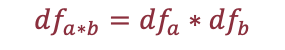 df_{a*b} = df_a * df_b